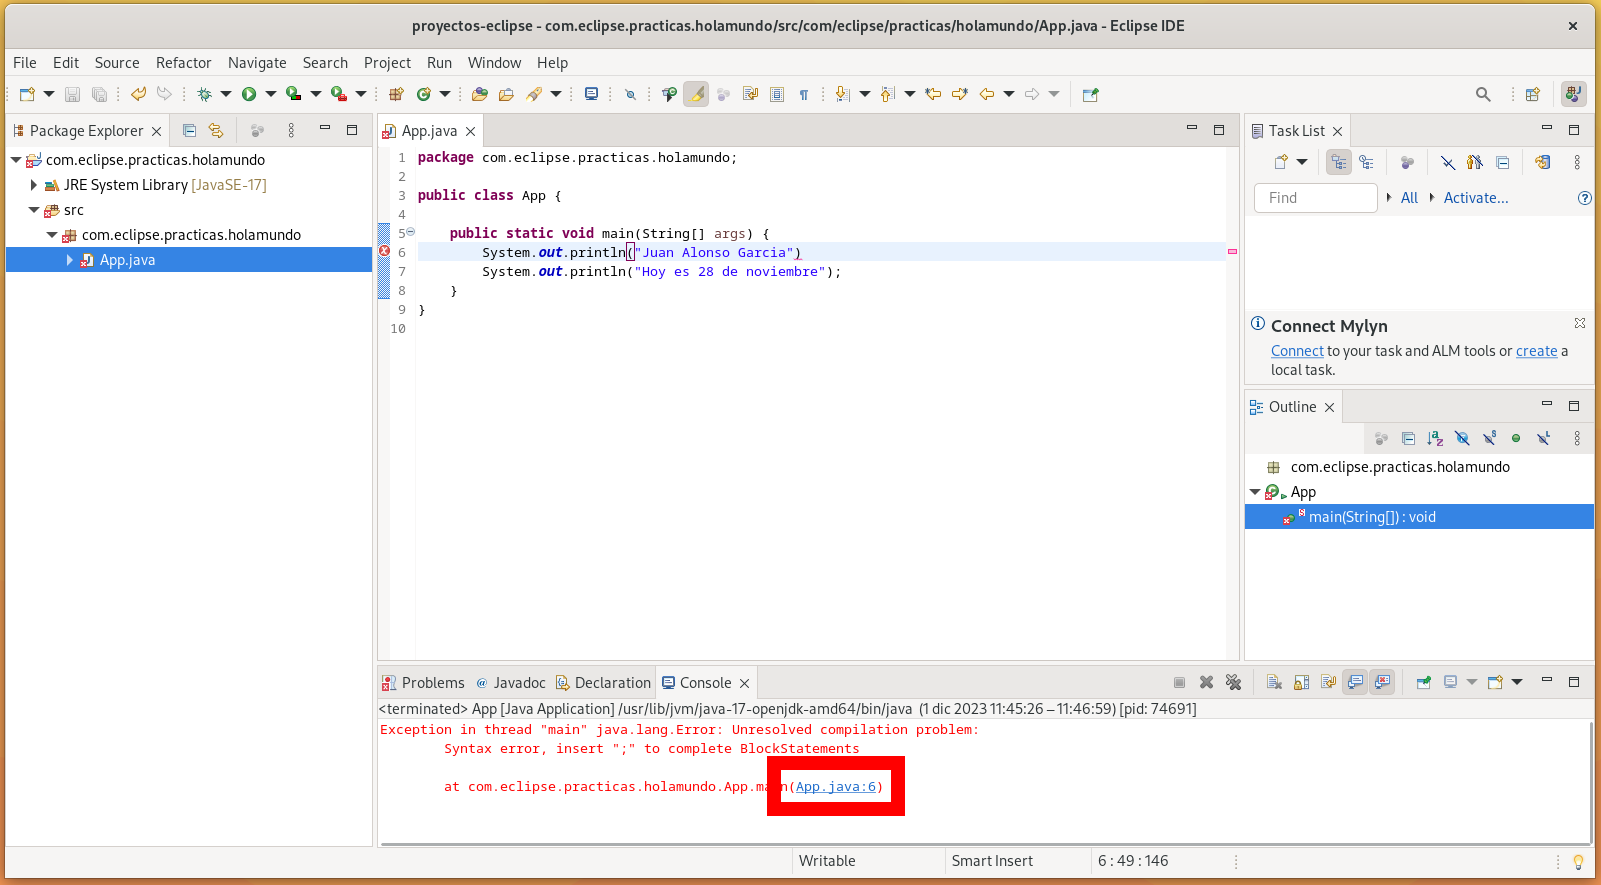 proyectos-eclipse - com.eclipse.practicas.holamundo/src/com/eclipse/practicas/holamundo/App.java - Eclipse IDE
File Edit Source Refactor Navigate Search Project Run Window Help
Package Explorer
com.eclipse.practicas.holamundo
JRE System Library [JavaSE-17]
src
com.eclipse.practicas.holamundo
App.java
App.java
1 package com.eclipse.practicas.holamundo;
2
3 public class App {
4
5 public static void main(String[] args) {
6 System.out.println("Juan Alonso Garcia")
7 System.out.println("Hoy es 28 de noviembre");
8 }
9 }
10
Task List
Find All Activate...
Connect Mylyn
Connect to your task and ALM tools or create a
local task.
Outline
com.eclipse.practicas.holamundo
App
main(String[]) : void
Problems Javadoc Declaration Console
<terminated> App [Java Application] /usr/lib/jvm/java-17-openjdk-amd64/bin/java (1 dic 2023 11:45:26 – 11:46:59) [pid: 74691]
Exception in thread "main" java.lang.Error: Unresolved compilation problem:
Syntax error, insert ";" to complete BlockStatements
at com.eclipse.practicas.holamundo.App.main(App.java:6)
Writable Smart Insert 6 : 49 : 146